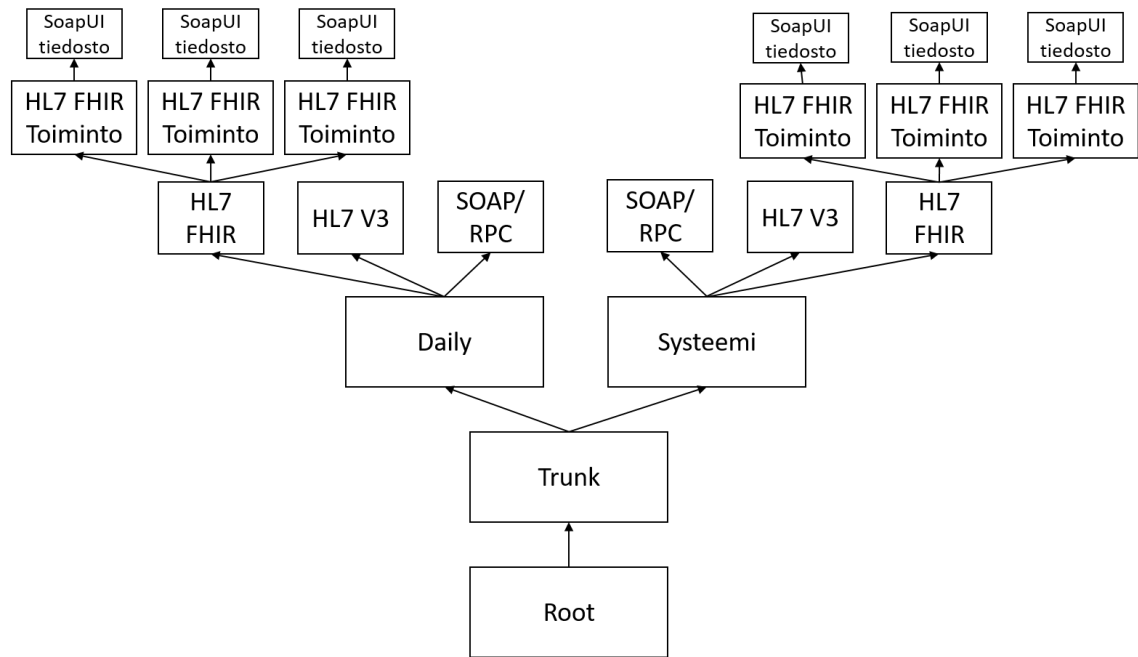 SoapUI
tiedosto
SoapUI
tiedosto
SoapUI
tiedosto
SoapUI
tiedosto
SoapUI
tiedosto
SoapUI
tiedosto
HL7 FHIR
Toiminto
HL7 FHIR
Toiminto
HL7 FHIR
Toiminto
HL7 FHIR
Toiminto
HL7 FHIR
Toiminto
HL7 FHIR
Toiminto
HL7
FHIR
HL7 V3
SOAP/
RPC
SOAP/
RPC
HL7 V3
HL7
FHIR
Daily
Systeemi
Trunk
Root